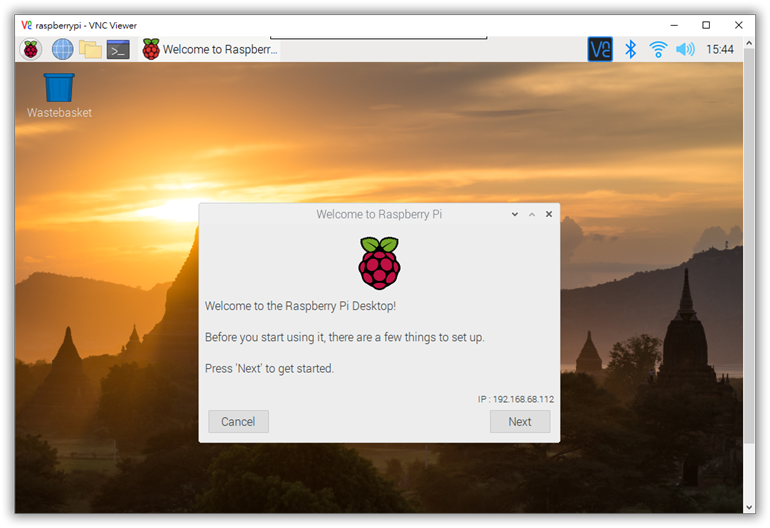 raspberrypi - VNC Viewer
Welcome to Raspberr...
15:44
Wastebasket
Welcome to Raspberry Pi
Welcome to the Raspberry Pi Desktop!
Before you start using it, there are a few things to set up.
Press 'Next' to get started.
IP : 192.168.68.112
Cancel
Next